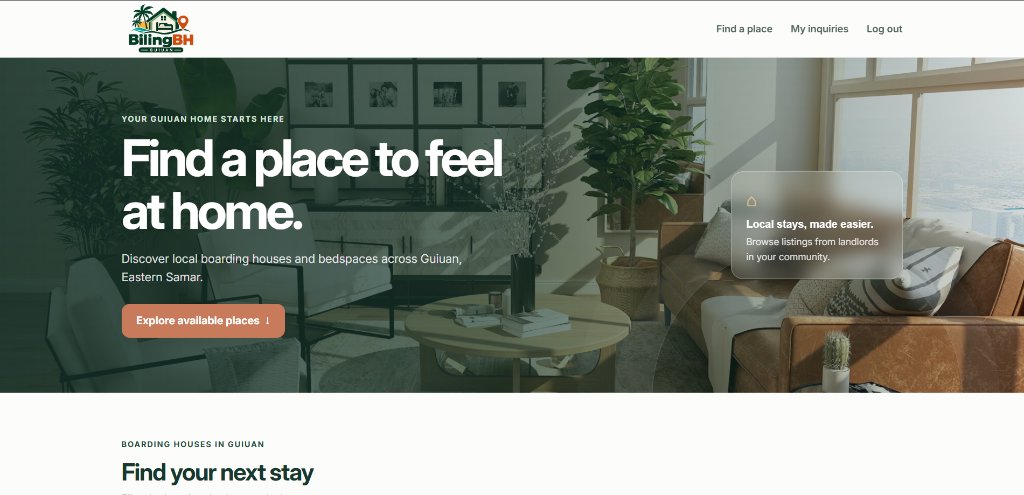 BilingBH
GUIUAN
Find a place
My inquiries
Log out
YOUR GUIUAN HOME STARTS HERE
Find a place to feel
at home.
Discover local boarding houses and bedspaces across Guiuan,
Eastern Samar.
Explore available places ↓
Local stays, made easier.
Browse listings from landlords
in your community.
BOARDING HOUSES IN GUIUAN
Find your next stay